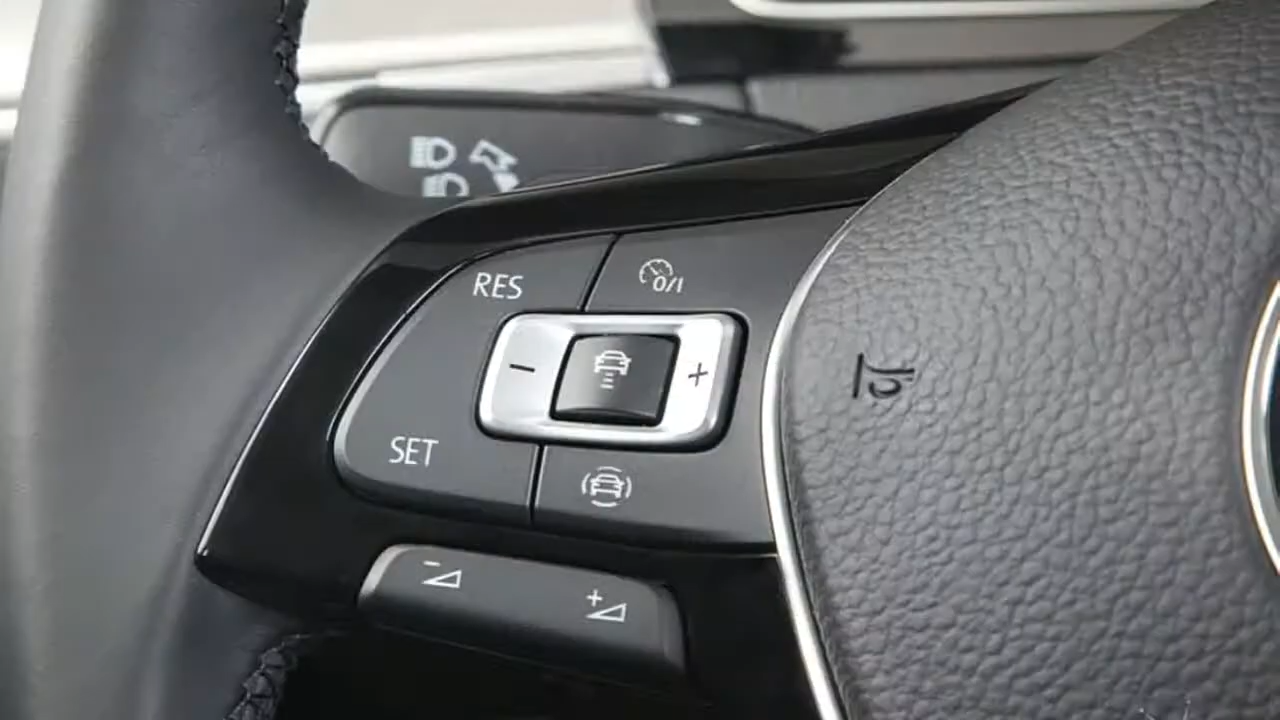 RES
0/I
- +
SET
-
+